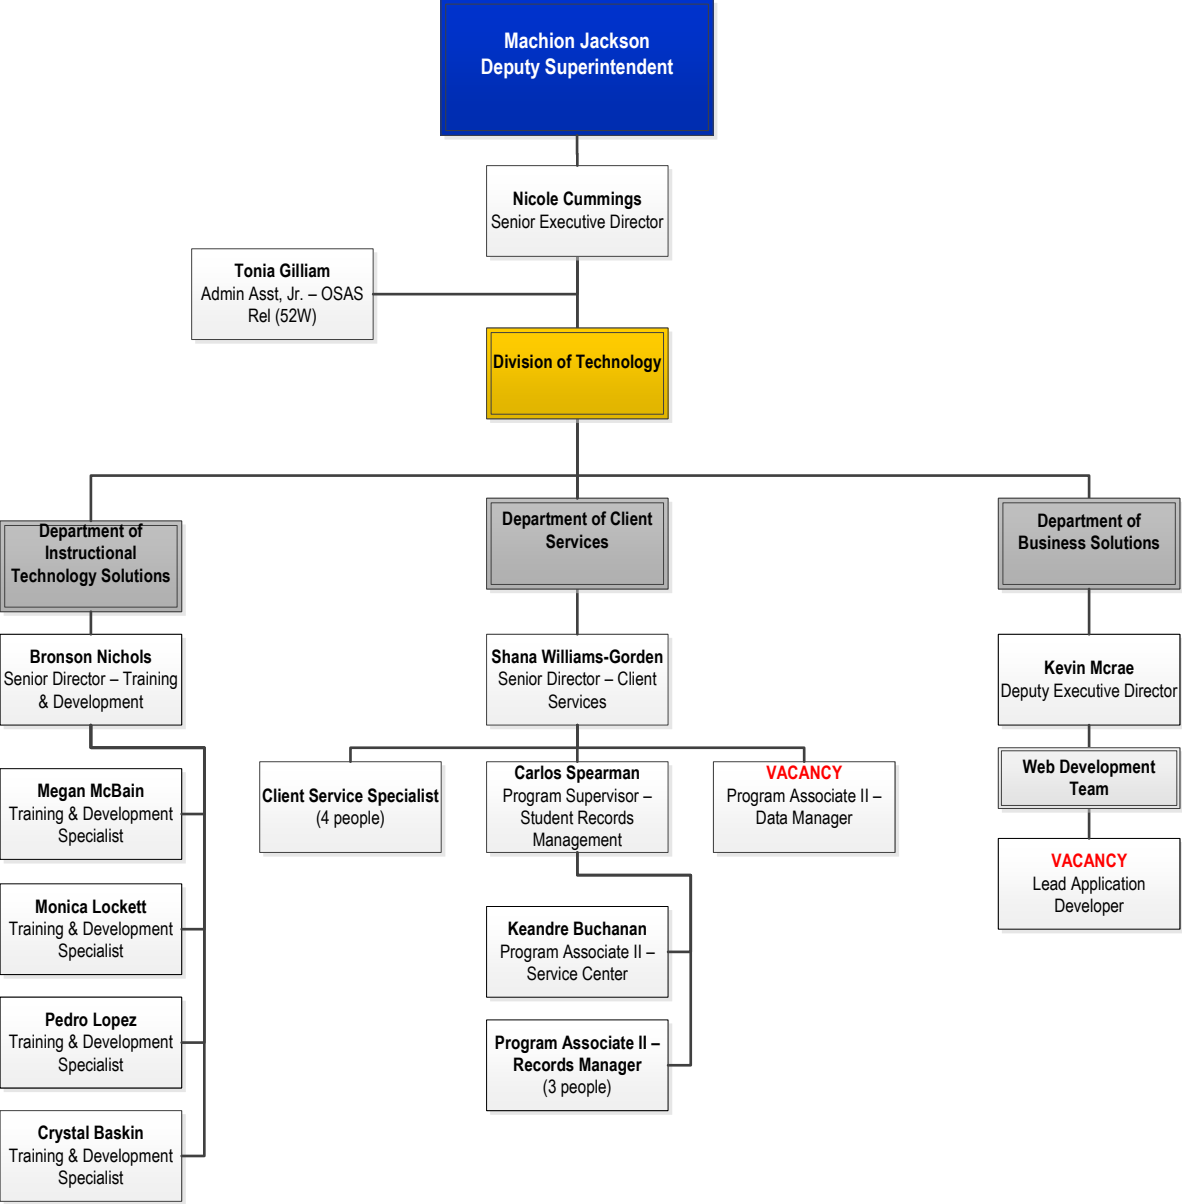 Machion Jackson
Deputy Superintendent
Nicole Cummings
Senior Executive Director
Tonia Gilliam
Admin Asst, Jr. – OSAS
Rel (52W)
Division of Technology
Department of
Instructional
Technology Solutions
Bronson Nichols
Senior Director – Training
& Development
Megan McBain
Training & Development
Specialist
Monica Lockett
Training & Development
Specialist
Pedro Lopez
Training & Development
Specialist
Crystal Baskin
Training & Development
Specialist
Department of Client
Services
Shana Williams-Gorden
Senior Director – Client
Services
Client Service Specialist
(4 people)
Carlos Spearman
Program Supervisor –
Student Records
Management
VACANCY
Program Associate II –
Data Manager
Keandre Buchanan
Program Associate II –
Service Center
Program Associate II –
Records Manager
(3 people)
Department of
Business Solutions
Kevin Mcrae
Deputy Executive Director
Web Development
Team
VACANCY
Lead Application
Developer